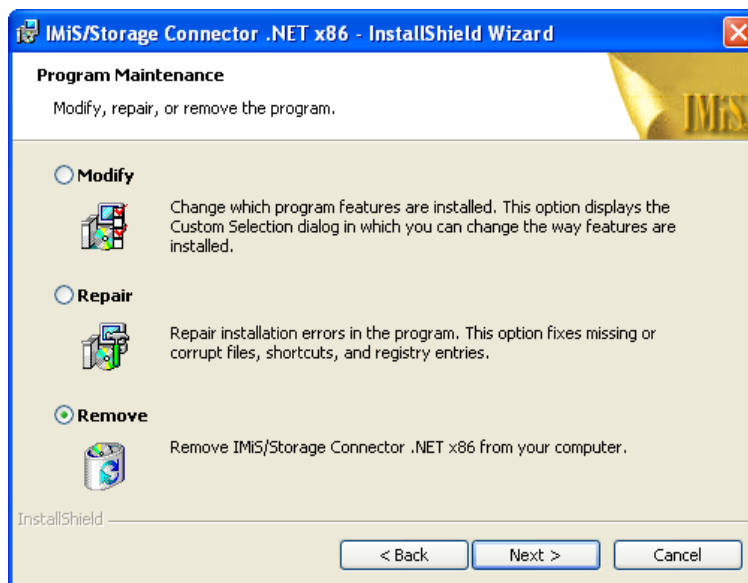 IMiS/Storage Connector .NET x86 - InstallShield Wizard
Program Maintenance
Modify, repair, or remove the program.
IMiS
Modify
Change which program features are installed. This option displays the
Custom Selection dialog in which you can change the way features are
installed.
Repair
Repair installation errors in the program. This option fixes missing or
corrupt files, shortcuts, and registry entries.
Remove
Remove IMiS/Storage Connector .NET x86 from your computer.
InstallShield
< Back
Next >
Cancel